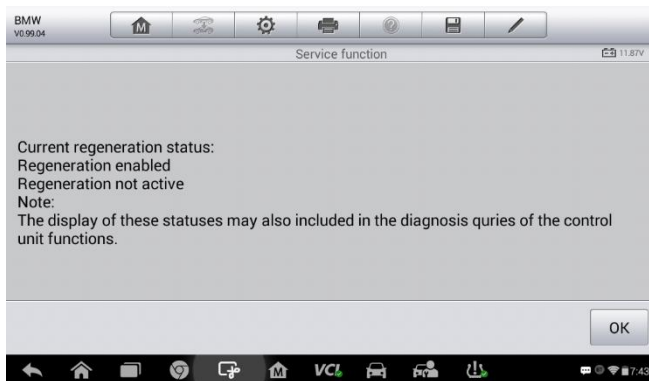 BMW
V0.99.04
Service function
11.87V
Current regeneration status:
Regeneration enabled
Regeneration not active
Note:
The display of these statuses may also included in the diagnosis quries of the control
unit functions.
OK
VCI
7:43